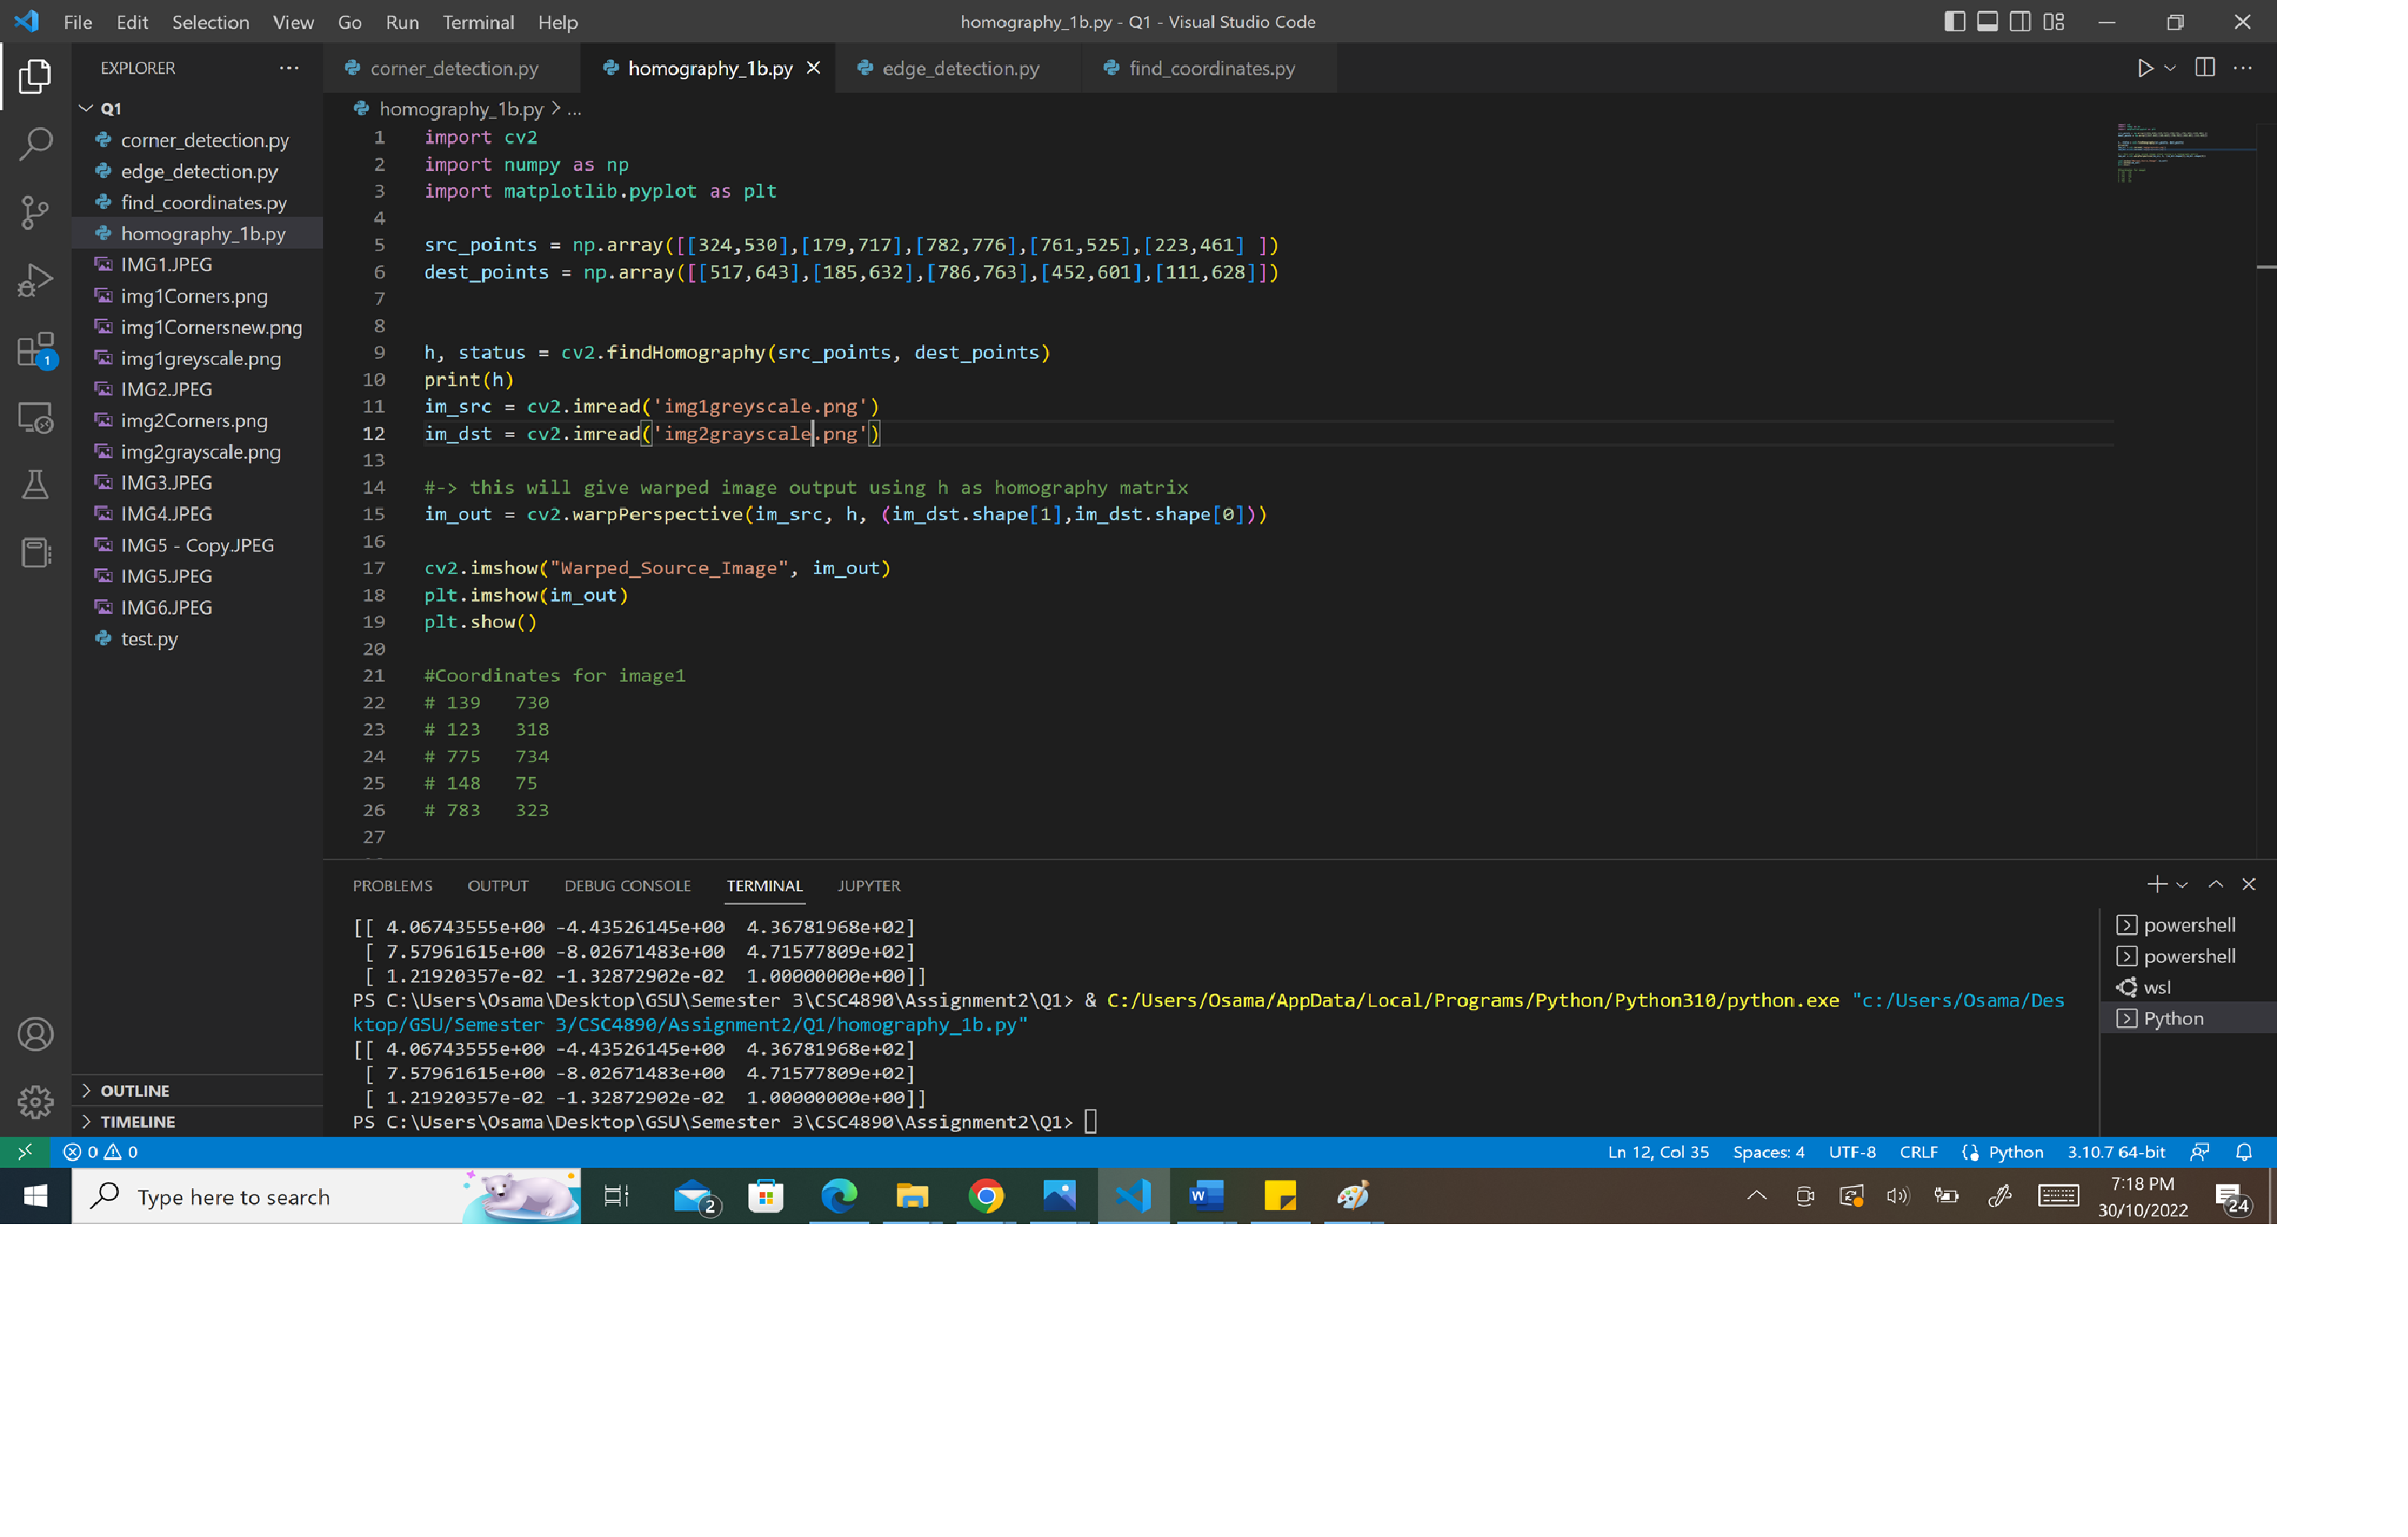 File Edit Selection View Go Run Terminal Help homography_1b.py - Q1 - Visual Studio Code
EXPLORER ...
corner_detection.py homography_1b.py edge_detection.py find_coordinates.py
Q1
corner_detection.py
edge_detection.py
find_coordinates.py
homography_1b.py
IMG1.JPEG
img1Corners.png
img1Cornersnew.png
img1greyscale.png
IMG2.JPEG
img2Corners.png
img2grayscale.png
IMG3.JPEG
IMG4.JPEG
IMG5 - Copy.JPEG
IMG5.JPEG
IMG6.JPEG
test.py
OUTLINE
TIMELINE
1
homography_1b.py > ...
1 import cv2
2 import numpy as np
3 import matplotlib.pyplot as plt
4
5 src_points = np.array([[324,530],[179,717],[782,776],[761,525],[223,461] ])
6 dest_points = np.array([[517,643],[185,632],[786,763],[452,601],[111,628]])
7
8
9 h, status = cv2.findHomography(src_points, dest_points)
10 print(h)
11 im_src = cv2.imread('img1greyscale.png')
12 im_dst = cv2.imread('img2grayscale.png')
13
14 #-> this will give warped image output using h as homography matrix
15 im_out = cv2.warpPerspective(im_src, h, (im_dst.shape[1],im_dst.shape[0]))
16
17 cv2.imshow("Warped_Source_Image", im_out)
18 plt.imshow(im_out)
19 plt.show()
20
21 #Coordinates for image1
22 # 139 730
23 # 123 318
24 # 775 734
25 # 148 75
26 # 783 323
27
PROBLEMS OUTPUT DEBUG CONSOLE TERMINAL JUPYTER
[[ 4.06743555e+00 -4.43526145e+00 4.36781968e+02]
[ 7.57961615e+00 -8.02671483e+00 4.71577809e+02]
[ 1.21920357e-02 -1.32872902e-02 1.00000000e+00]]
PS C:\Users\Osama\Desktop\GSU\Semester 3\CSC4890\Assignment2\Q1> & C:/Users/Osama/AppData/Local/Programs/Python/Python310/python.exe "c:/Users/Osama/Des
ktop/GSU/Semester 3/CSC4890/Assignment2/Q1/homography_1b.py"
[[ 4.06743555e+00 -4.43526145e+00 4.36781968e+02]
[ 7.57961615e+00 -8.02671483e+00 4.71577809e+02]
[ 1.21920357e-02 -1.32872902e-02 1.00000000e+00]]
PS C:\Users\Osama\Desktop\GSU\Semester 3\CSC4890\Assignment2\Q1>
powershell
powershell
wsl
Python
0 0 Ln 12, Col 35 Spaces: 4 UTF-8 CRLF Python 3.10.7 64-bit
Type here to search 2 W 7:18 PM
30/10/2022 24